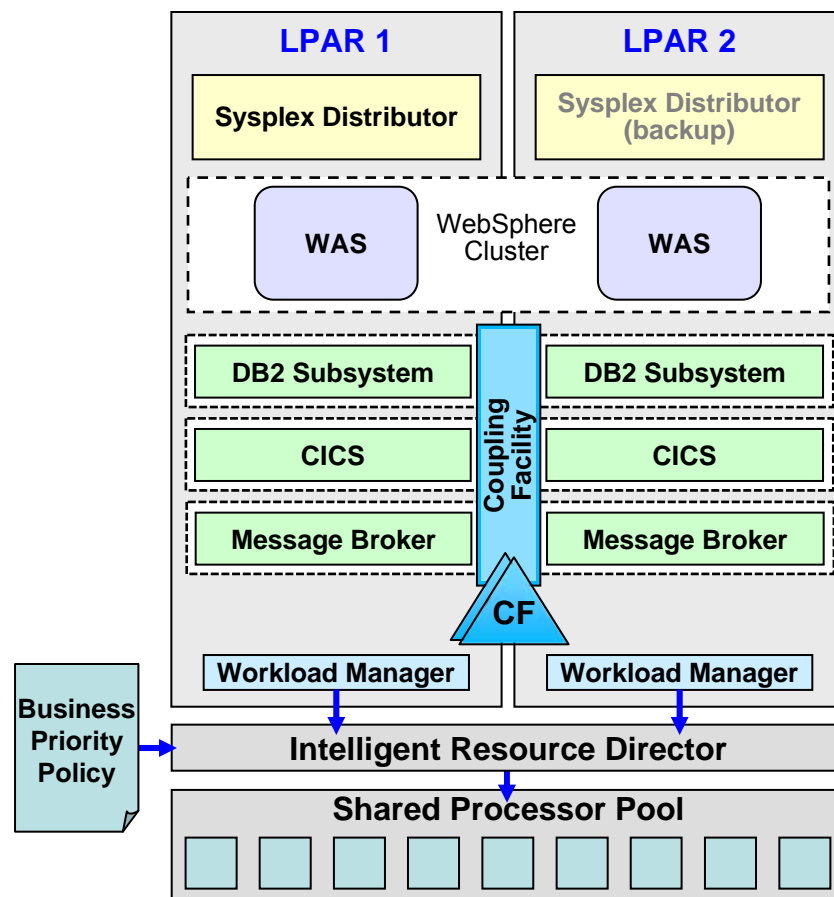 LPAR 1
LPAR 2
Sysplex Distributor
Sysplex Distributor
(backup)
WAS
WebSphere
Cluster
WAS
DB2 Subsystem
DB2 Subsystem
Coupling
Facility
CICS
CICS
Message Broker
Message Broker
CF
Workload Manager
Workload Manager
Business
Priority
Policy
Intelligent Resource Director
Shared Processor Pool